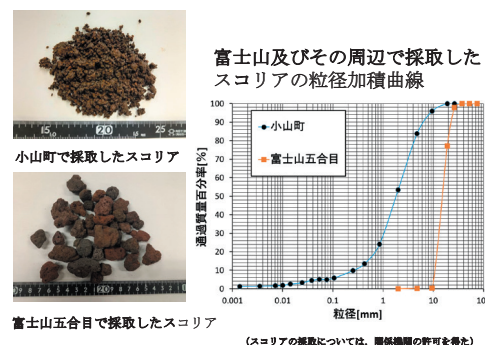 富士山及びその周辺で採取した
スコリアの粒径加積曲線
15
20
25
小山町で採取したスコリア
20
富士山五合目で採取したスコリア
小山町
富士山五合目
通過質量百分率[%]
100
90
80
70
60
50
40
30
20
10
0
0.001
0.01
0.1
1
10
100
粒径[mm]
(スコリアの採取については、関係機関の許可を得た)